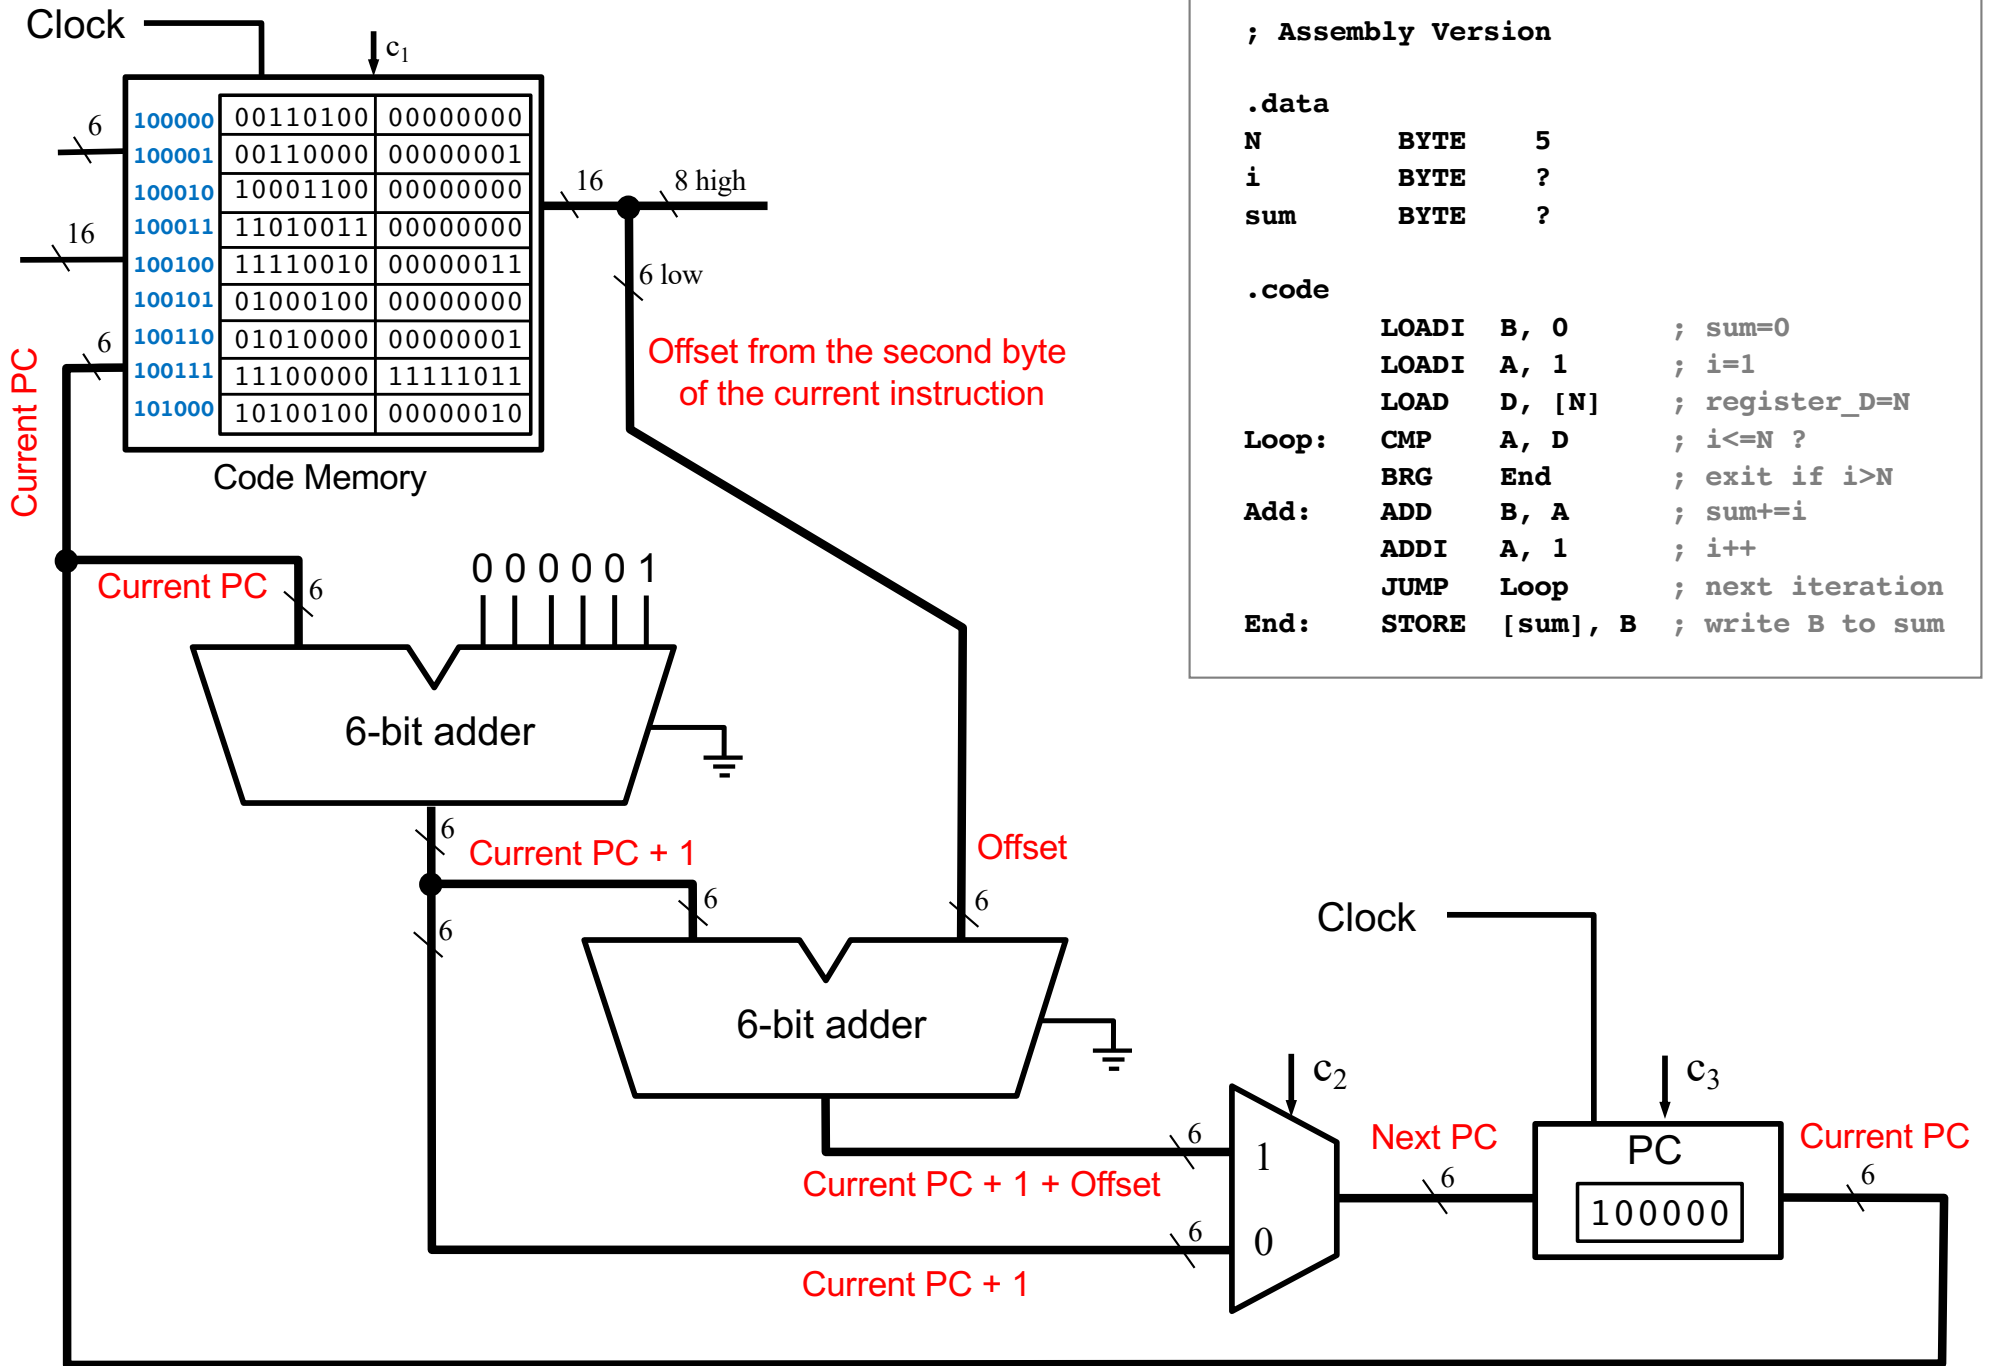 Clock
c1
6
16
6
100000 00110100 00000000
100001 00110000 00000001
100010 10001100 00000000
100011 11010011 00000000
100100 11110010 00000011
100101 01000100 00000000
100110 01010000 00000001
100111 11100000 11111011
101000 10100100 00000010
Code Memory
16
8 high
6 low
Offset from the second byte
of the current instruction
Current PC
; Assembly Version
.data
N BYTE 5
i BYTE ?
sum BYTE ?
.code
LOADI B, 0 ; sum=0
LOADI A, 1 ; i=1
LOAD D, [N] ; register_D=N
Loop: CMP A, D ; i<=N ?
BRG End ; exit if i>N
Add: ADD B, A ; sum+=i
ADDI A, 1 ; i++
JUMP Loop ; next iteration
End: STORE [sum], B ; write B to sum
Current PC
6
0 0 0 0 0 1
6-bit adder
6
Current PC + 1
6
6
Offset
6
6-bit adder
6
Current PC + 1 + Offset
6
Current PC + 1
c2
1
0
Next PC
6
Clock
c3
PC
100000
Current PC
6